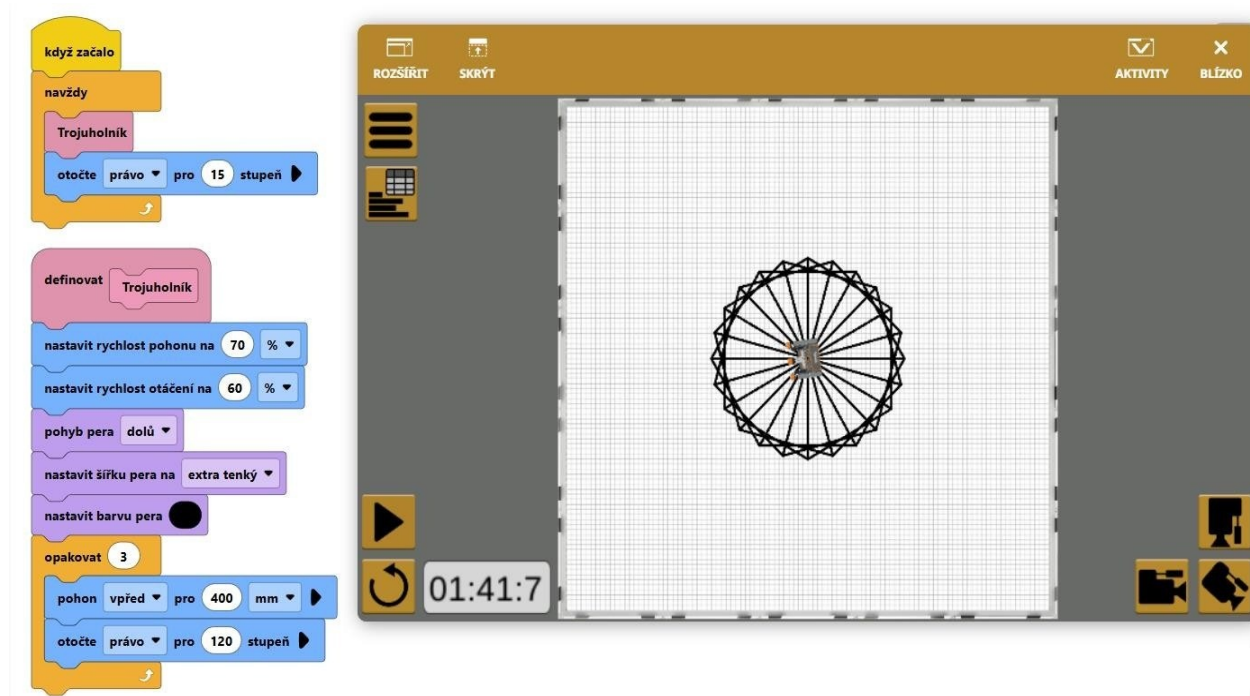 když začalo
navždy
Trojuholník
otočte právo pro 15 stupeň
definovat Trojuholník
nastavit rychlost pohonu na 70 %
nastavit rychlost otáčení na 60 %
pohyb pera dolů
nastavit šířku pera na extra tenký
nastavit barvu pera
opakovat 3
pohon vpřed pro 400 mm
otočte právo pro 120 stupeň
ROZŠÍŘIT SKRÝT AKTIVITY BLÍZKO
01:41:7